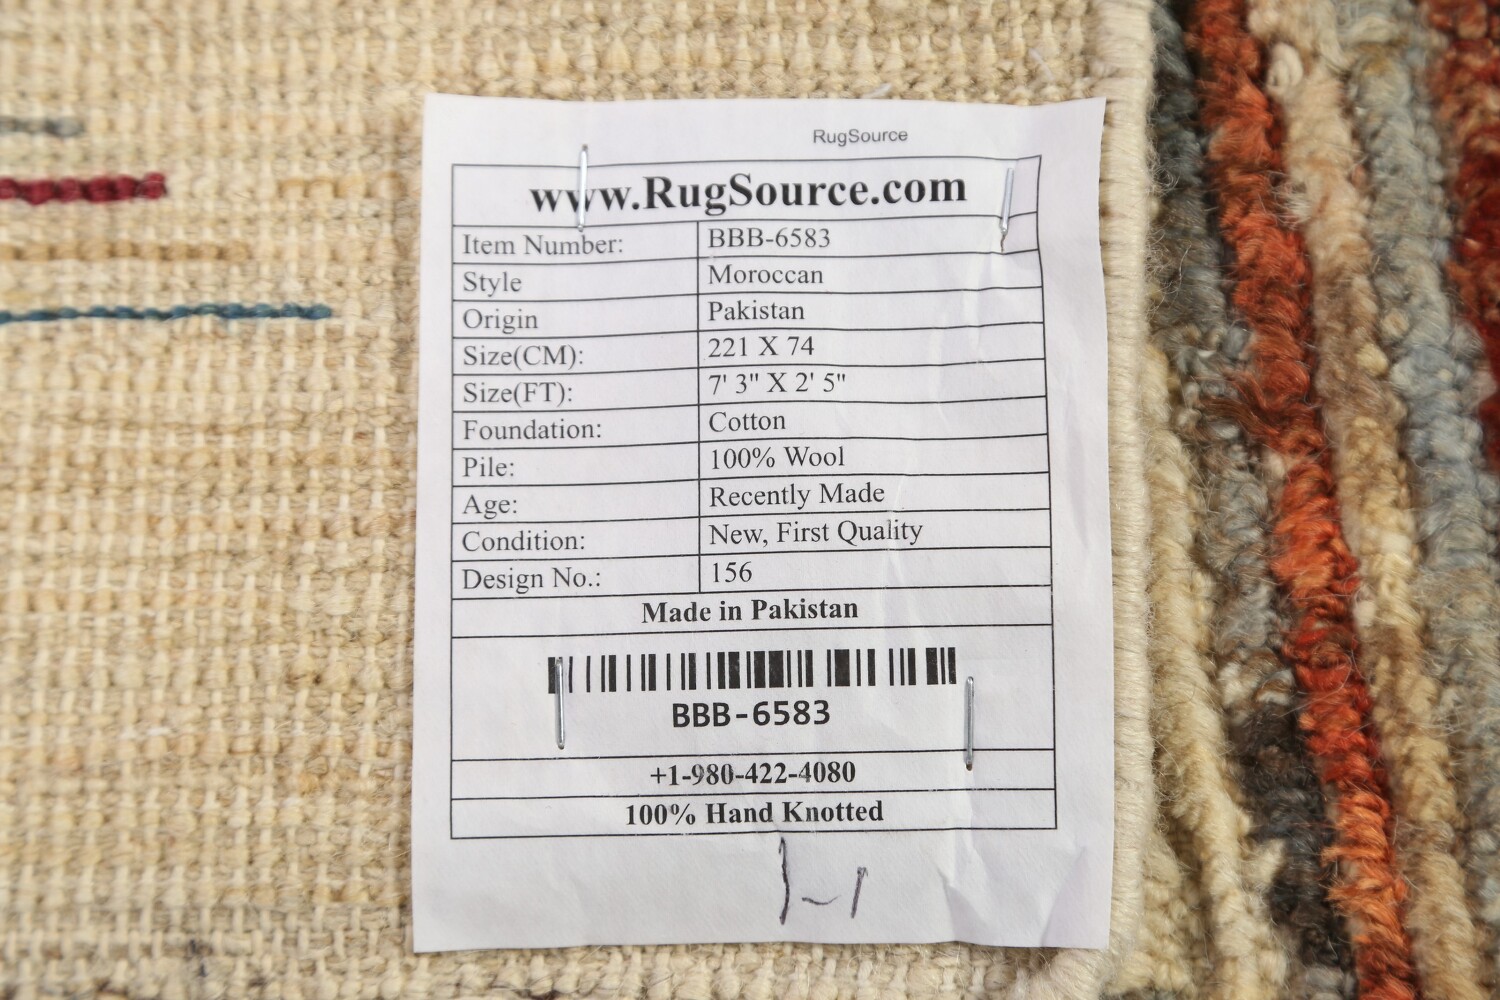 RugSource
www.RugSource.com
Item Number: BBB-6583
Style Moroccan
Origin Pakistan
Size(CM): 221 X 74
Size(FT): 7' 3" X 2' 5"
Foundation: Cotton
Pile: 100% Wool
Age: Recently Made
Condition: New, First Quality
Design No.: 156
Made in Pakistan
BBB-6583
+1-980-422-4080
100% Hand Knotted